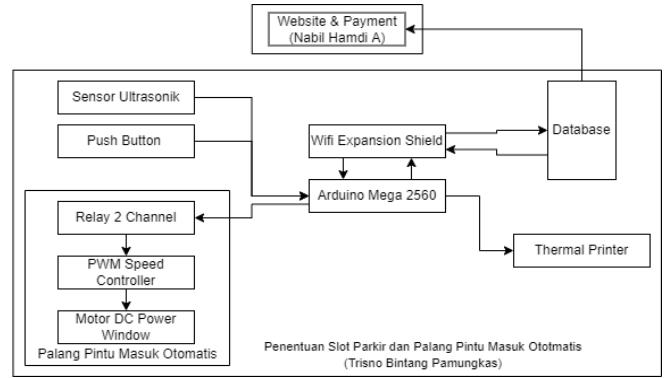 Website & Payment
(Nabil Hamdi A)
Sensor Ultrasonik
Push Button
Wifi Expansion Shield
Database
Arduino Mega 2560
Relay 2 Channel
Thermal Printer
PWM Speed
Controller
Motor DC Power
Window
Palang Pintu Masuk Otomatis
Penentuan Slot Parkir dan Palang Pintu Masuk Ototmatis
(Trisno Bintang Pamungkas)